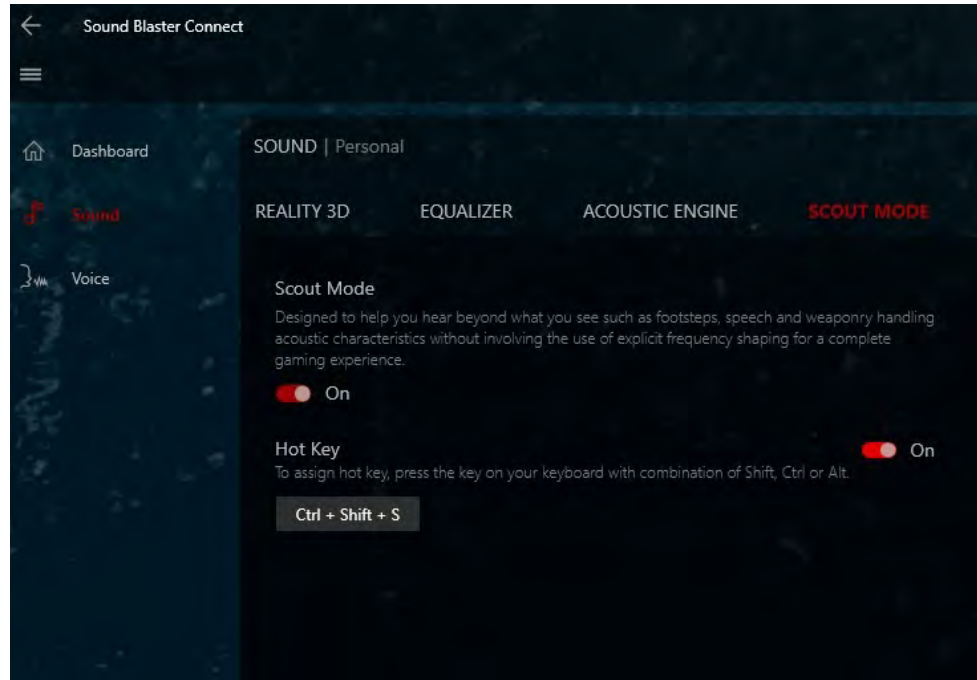 Sound Blaster Connect
Dashboard
Sound
Voice
SOUND | Personal
REALITY 3D EQUALIZER ACOUSTIC ENGINE SCOUT MODE
Scout Mode
Designed to help you hear beyond what you see such as footsteps, speech and weaponry handling
acoustic characteristics without involving the use of explicit frequency shaping for a complete
gaming experience.
On
Hot Key
On
To assign hot key, press the key on your keyboard with combination of Shift, Ctrl or Alt.
Ctrl + Shift + S